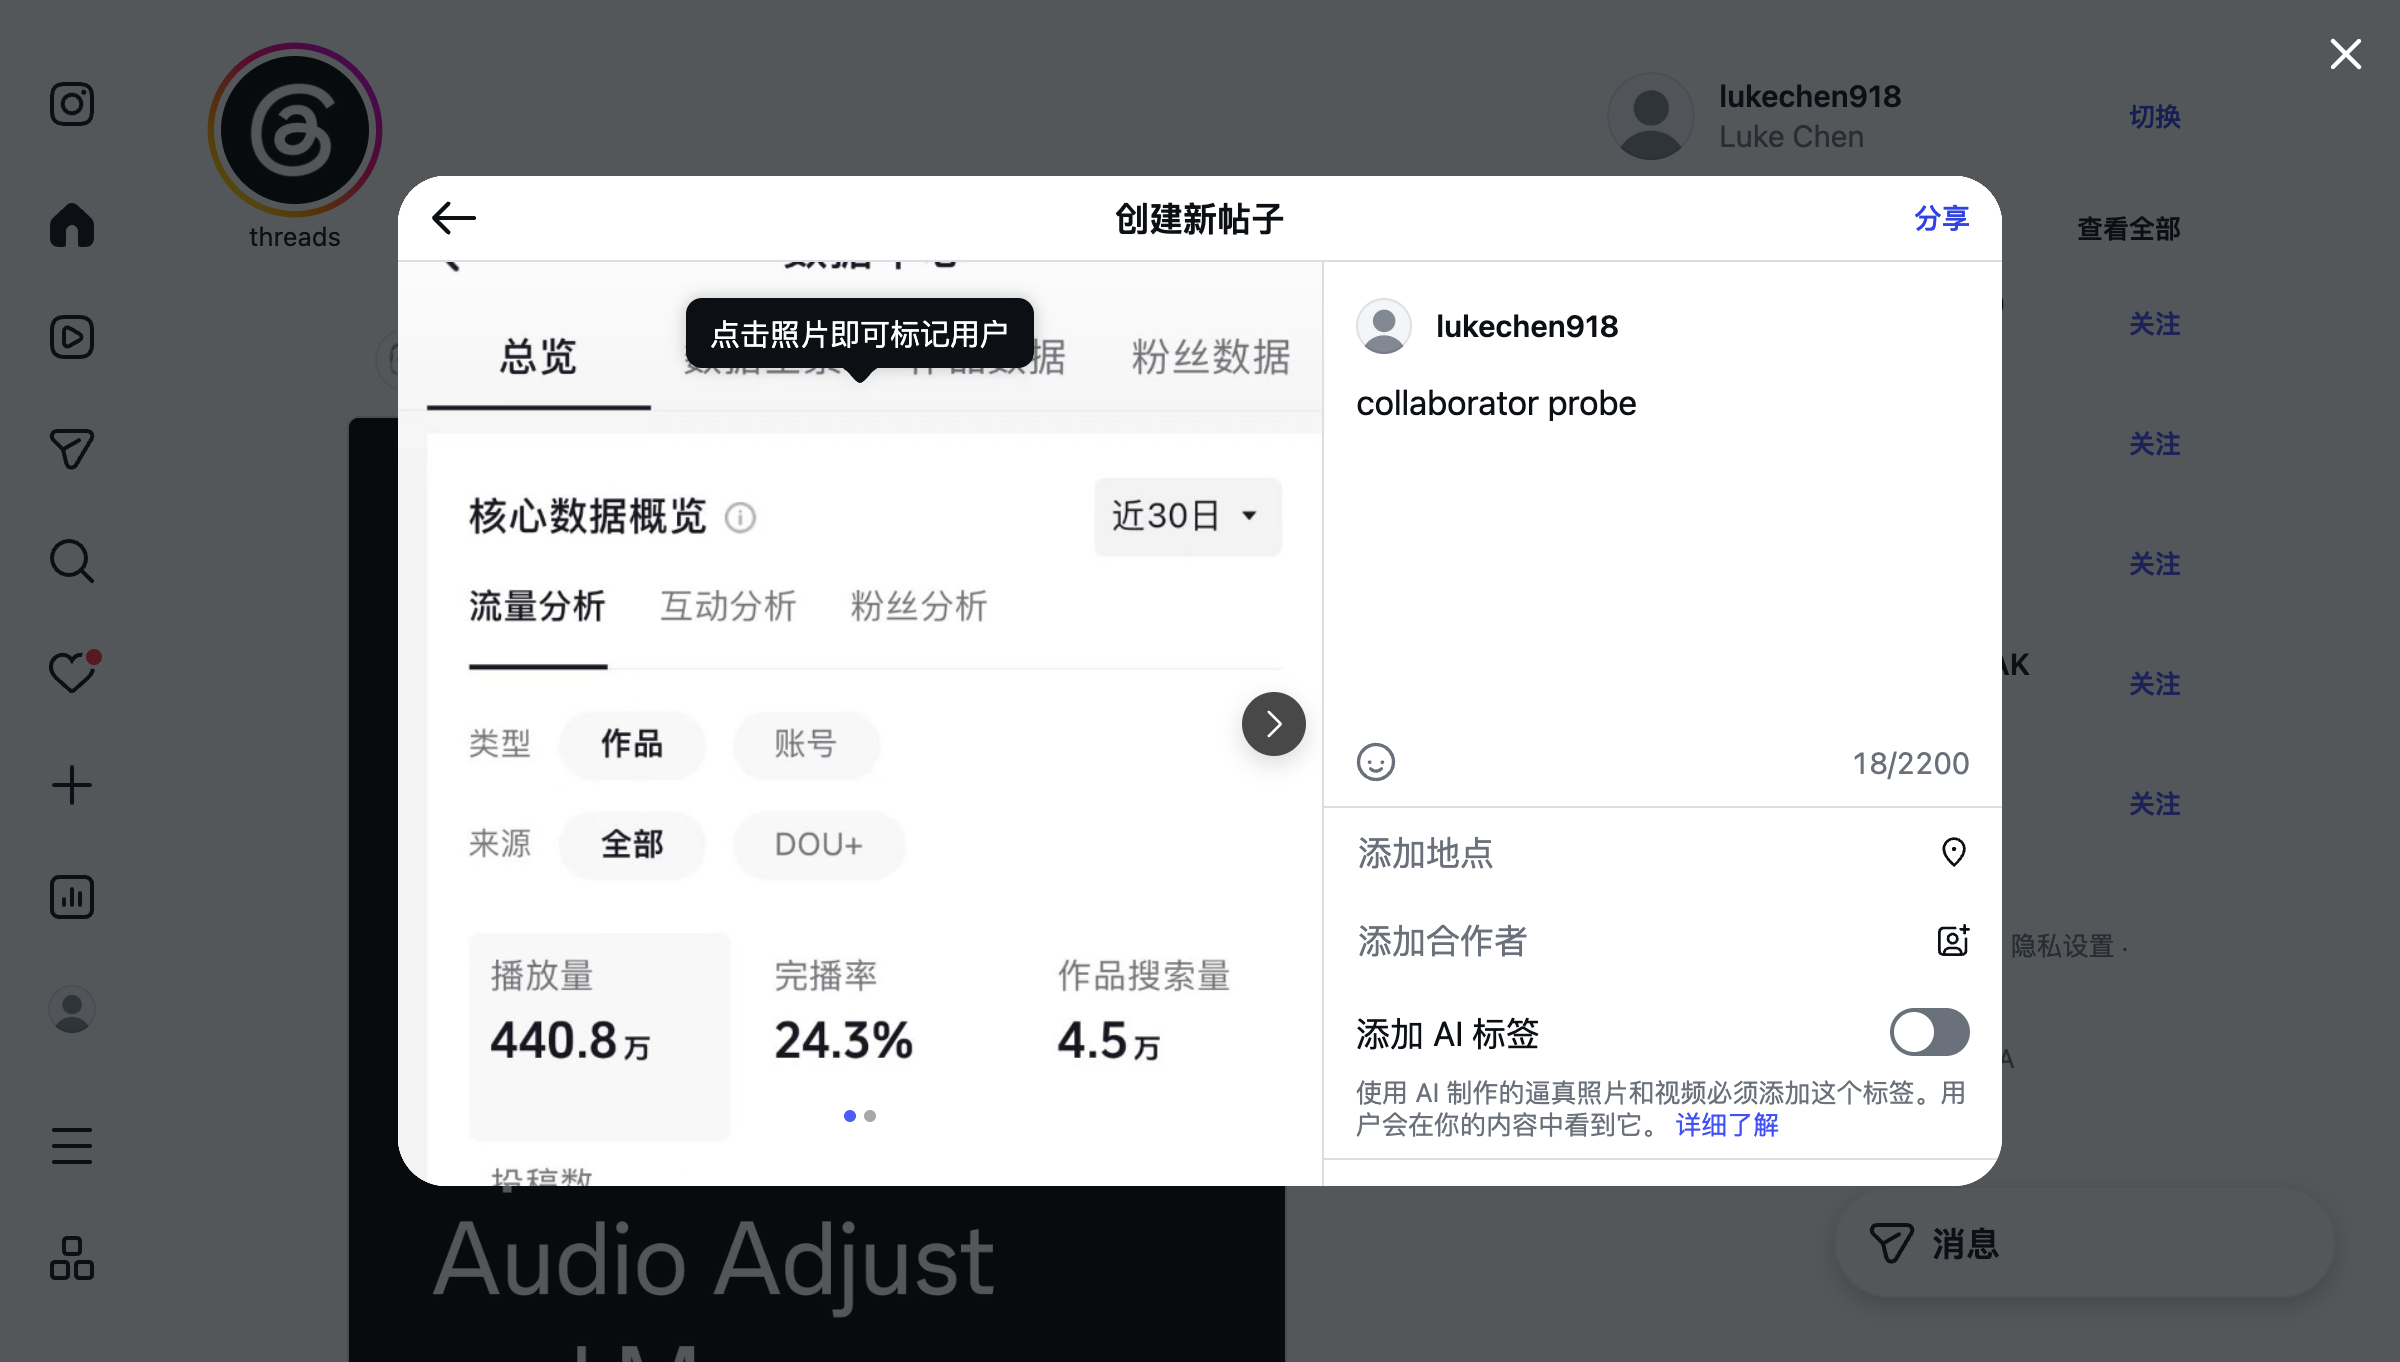 threads
lukechen918
Luke Chen
切换
查看全部
关注
关注
关注
AK
关注
关注
隐私设置 ·
A
创建新帖子
分享
点击照片即可标记用户
总览
粉丝数据
核心数据概览
近30日
流量分析
互动分析
粉丝分析
类型
作品
账号
来源
全部
DOU+
播放量
完播率
作品搜索量
440.8万
24.3%
4.5万
投稿数
lukechen918
collaborator probe
18/2200
添加地点
添加合作者
添加 AI 标签
使用 AI 制作的逼真照片和视频必须添加这个标签。用
户会在你的内容中看到它。 详细了解
Audio Adjust
消息